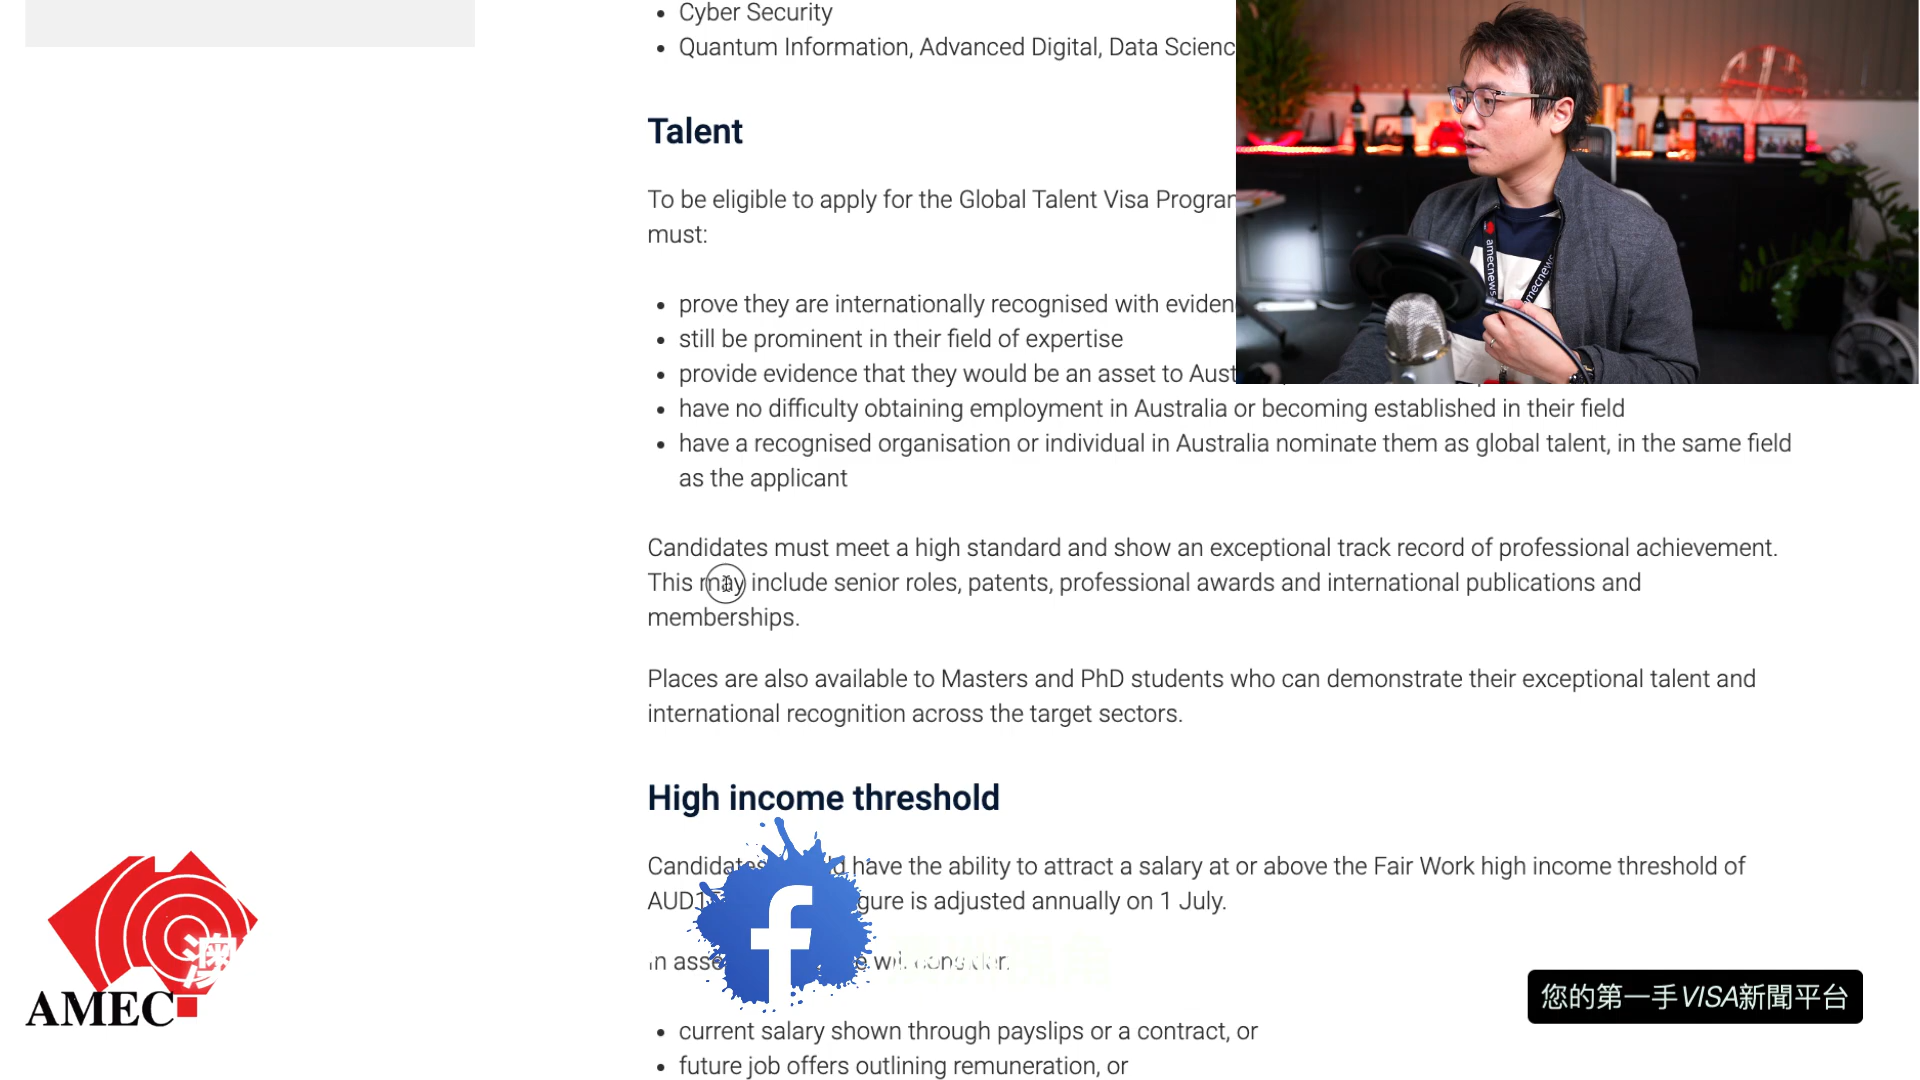 Cyber Security
Quantum Information, Advanced Digital, Data
Talent
To be eligible to apply for the Global Talent Visa
must:
prove they are internationally recognised with
still be prominent in their field of expertise
provide evidence that they would be an asset to
have no difficulty obtaining employment in Australia or becoming established in their field
have a recognised organisation or individual in Australia nominate them as global talent, in the same field
as the applicant
Candidates must meet a high standard and show an exceptional track record of professional achievement.
This may include senior roles, patents, professional awards and international publications and
memberships.
Places are also available to Masters and PhD students who can demonstrate their exceptional talent and
international recognition across the target sectors.
High income threshold
have the ability to attract a salary at or above the Fair Work high income threshold of
is adjusted annually on 1 July.
current salary shown through payslips or a contract, or
future job offers outlining remuneration, or
amecnews
amecnews
澳
AMEC
f
您的第一手VISA新聞平台